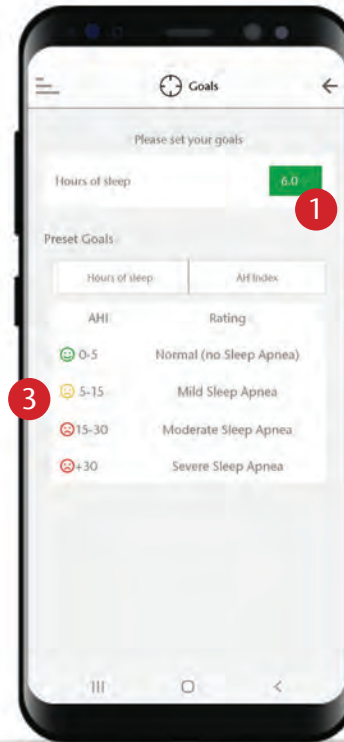 Goals
Please set your goals
Hours of sleep 6.0
1
Preset Goals
Hours of sleep AH Index
AHI Rating
0-5 Normal (no Sleep Apnea)
3
5-15 Mild Sleep Apnea
15-30 Moderate Sleep Apnea
+30 Severe Sleep Apnea